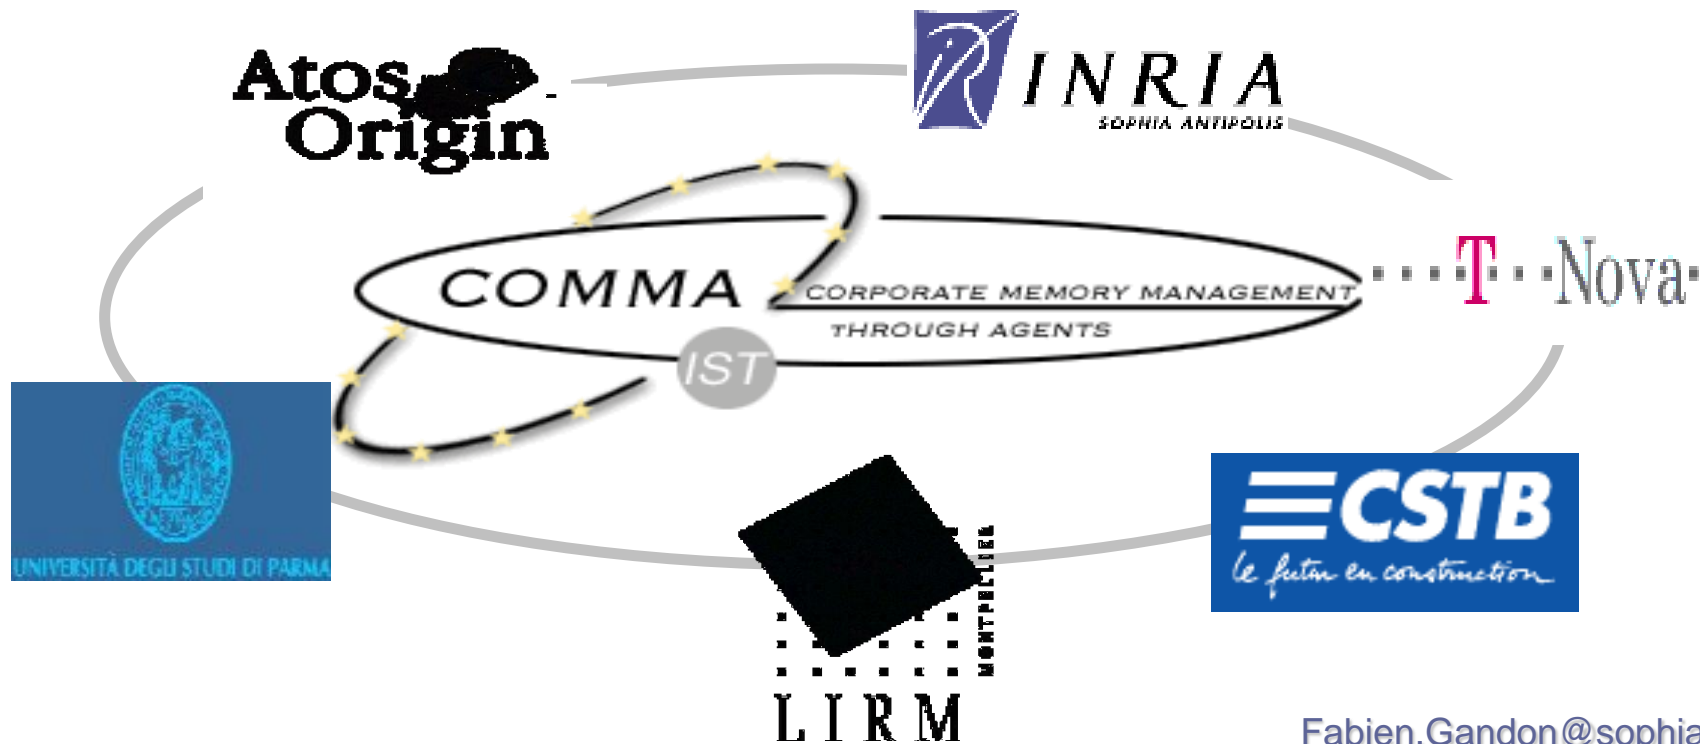 Atos
Origin
INRIA
SOPHIA ANTIPOLIS
COMMA
CORPORATE MEMORY MANAGEMENT
THROUGH AGENTS
IST
T Nova
UNIVERSITÀ DEGLI STUDI DI PARMA
CSTB
le futur en construction
MONTPELLIER
LIRM
Fabien.Gandon@sophia